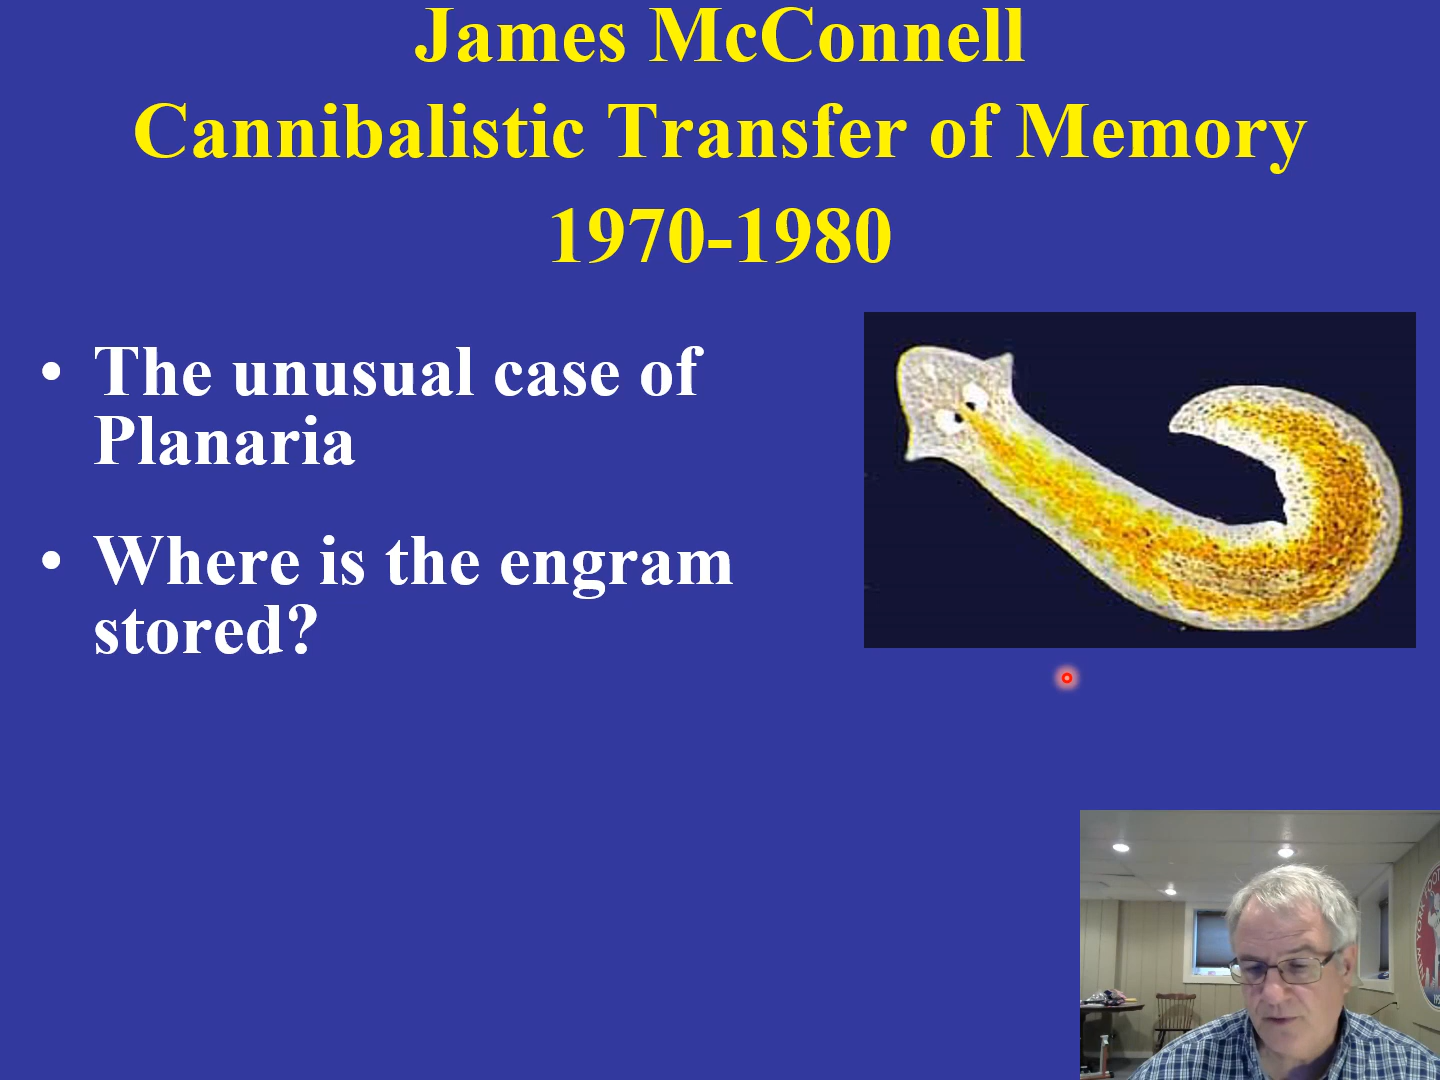 James McConnell
Cannibalistic Transfer of Memory
1970-1980
• The unusual case of
Planaria
• Where is the engram
stored?